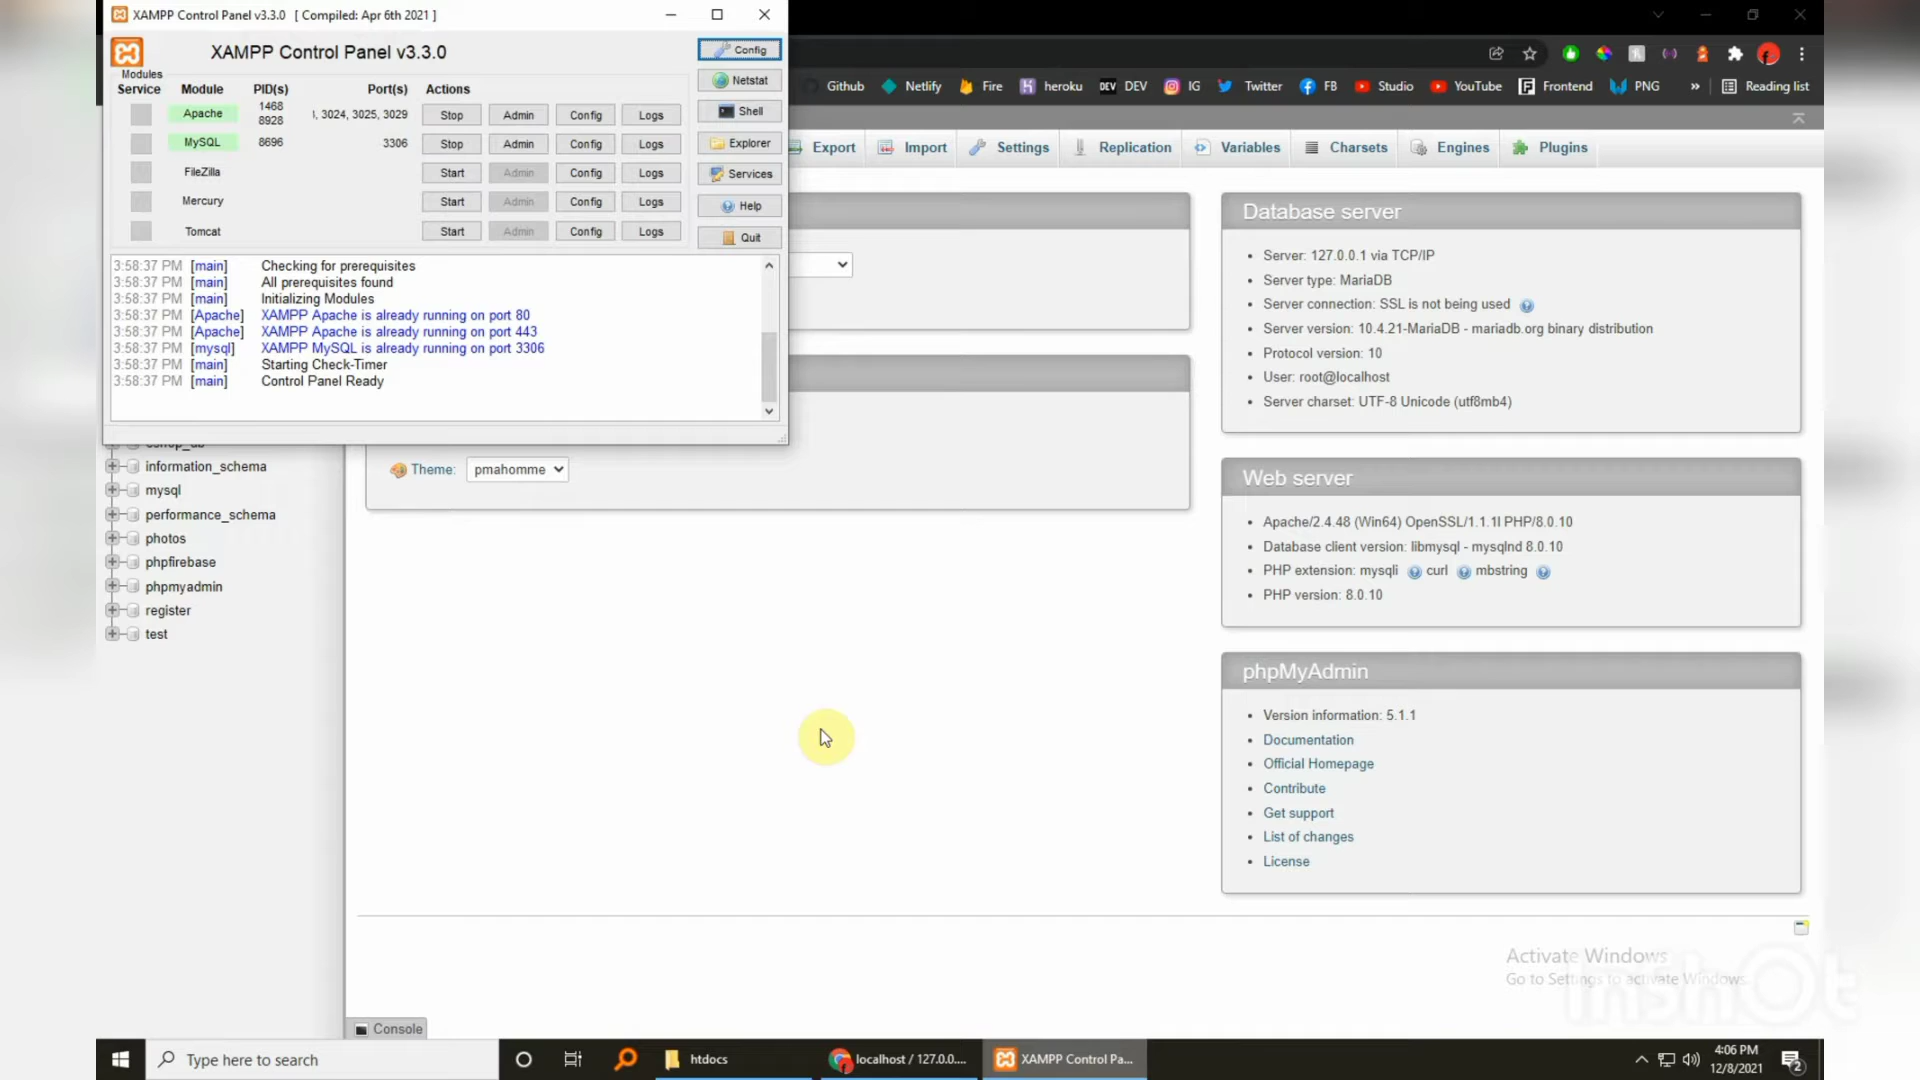 XAMPP Control Panel v3.3.0 [ Compiled: Apr 6th 2021 ]
XAMPP Control Panel v3.3.0
Config
Modules
Service Module PID(s) Port(s) Actions
Netstat
Apache 1468 8928 , 3024, 3025, 3029 Stop Admin Config Logs
Shell
MySQL 8696 3306 Stop Admin Config Logs
Explorer
FileZilla Start Admin Config Logs
Services
Mercury Start Admin Config Logs
Help
Tomcat Start Admin Config Logs
Quit
3:58:37 PM [main] Checking for prerequisites
3:58:37 PM [main] All prerequisites found
3:58:37 PM [main] Initializing Modules
3:58:37 PM [Apache] XAMPP Apache is already running on port 80
3:58:37 PM [Apache] XAMPP Apache is already running on port 443
3:58:37 PM [mysql] XAMPP MySQL is already running on port 3306
3:58:37 PM [main] Starting Check-Timer
3:58:37 PM [main] Control Panel Ready
Github Netlify Fire heroku DEV DEV IG Twitter FB Studio YouTube Frontend PNG » Reading list
Export Import Settings Replication Variables Charsets Engines Plugins
information_schema
mysql
performance_schema
photos
phpfirebase
phpmyadmin
register
test
Theme: pmahomme
Database server
Server: 127.0.0.1 via TCP/IP
Server type: MariaDB
Server connection: SSL is not being used
Server version: 10.4.21-MariaDB - mariadb.org binary distribution
Protocol version: 10
User: root@localhost
Server charset: UTF-8 Unicode (utf8mb4)
Web server
Apache/2.4.48 (Win64) OpenSSL/1.1.1l PHP/8.0.10
Database client version: libmysql - mysqlnd 8.0.10
PHP extension: mysqli curl mbstring
PHP version: 8.0.10
phpMyAdmin
Version information: 5.1.1
Documentation
Official Homepage
Contribute
Get support
List of changes
License
Activate Windows
Go to Settings to activate Windows.
InShOt
Console
Type here to search
htdocs
localhost / 127.0.0....
XAMPP Control Pa...
4:06 PM
12/8/2021
2